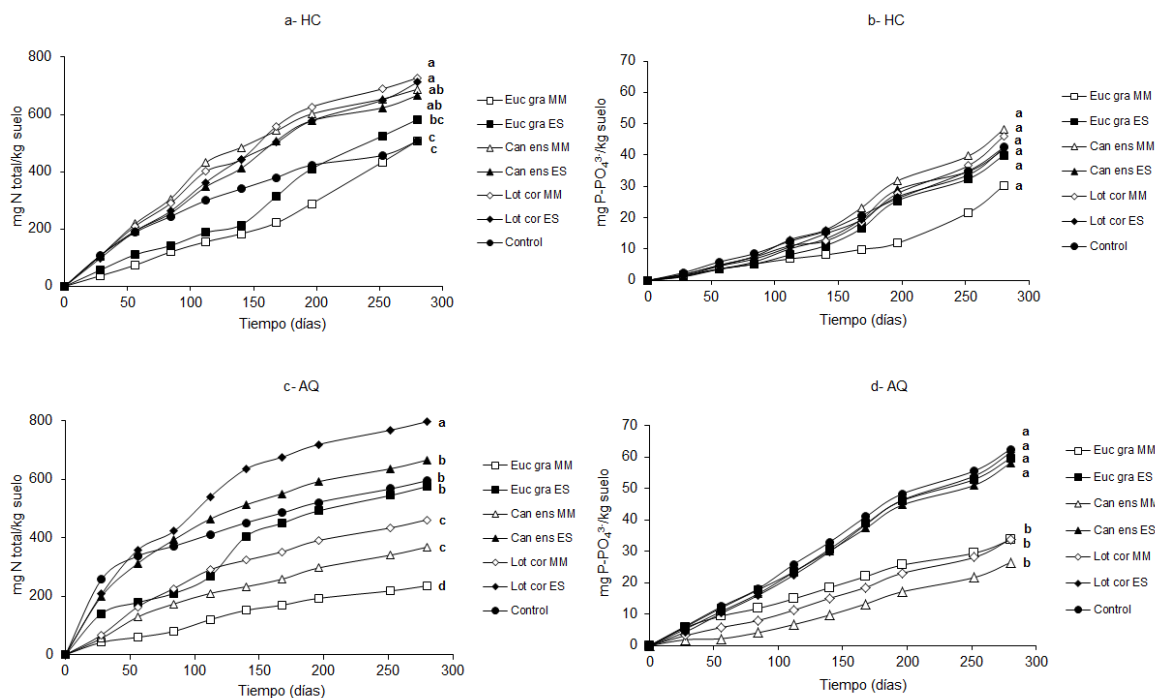 a- HC
mg N total/kg suelo
800
600
400
200
0
0 50 100 150 200 250 300
Tiempo (días)
a
a
ab
ab
bc
c
c
Euc gra MM
Euc gra ES
Can ens MM
Can ens ES
Lot cor MM
Lot cor ES
Control
b- HC
mg P-PO₄³⁻/kg suelo
70
60
50
40
30
20
10
0
0 50 100 150 200 250 300
Tiempo (días)
a
a
a
a
a
a
Euc gra MM
Euc gra ES
Can ens MM
Can ens ES
Lot cor MM
Lot cor ES
Control
c- AQ
mg N total/kg suelo
800
600
400
200
0
0 50 100 150 200 250 300
Tiempo (días)
a
b
b
b
c
c
d
Euc gra MM
Euc gra ES
Can ens MM
Can ens ES
Lot cor MM
Lot cor ES
Control
d- AQ
mg P-PO₄³⁻/kg suelo
70
60
50
40
30
20
10
0
0 50 100 150 200 250 300
Tiempo (días)
a
a
a
a
b
b
b
Euc gra MM
Euc gra ES
Can ens MM
Can ens ES
Lot cor MM
Lot cor ES
Control